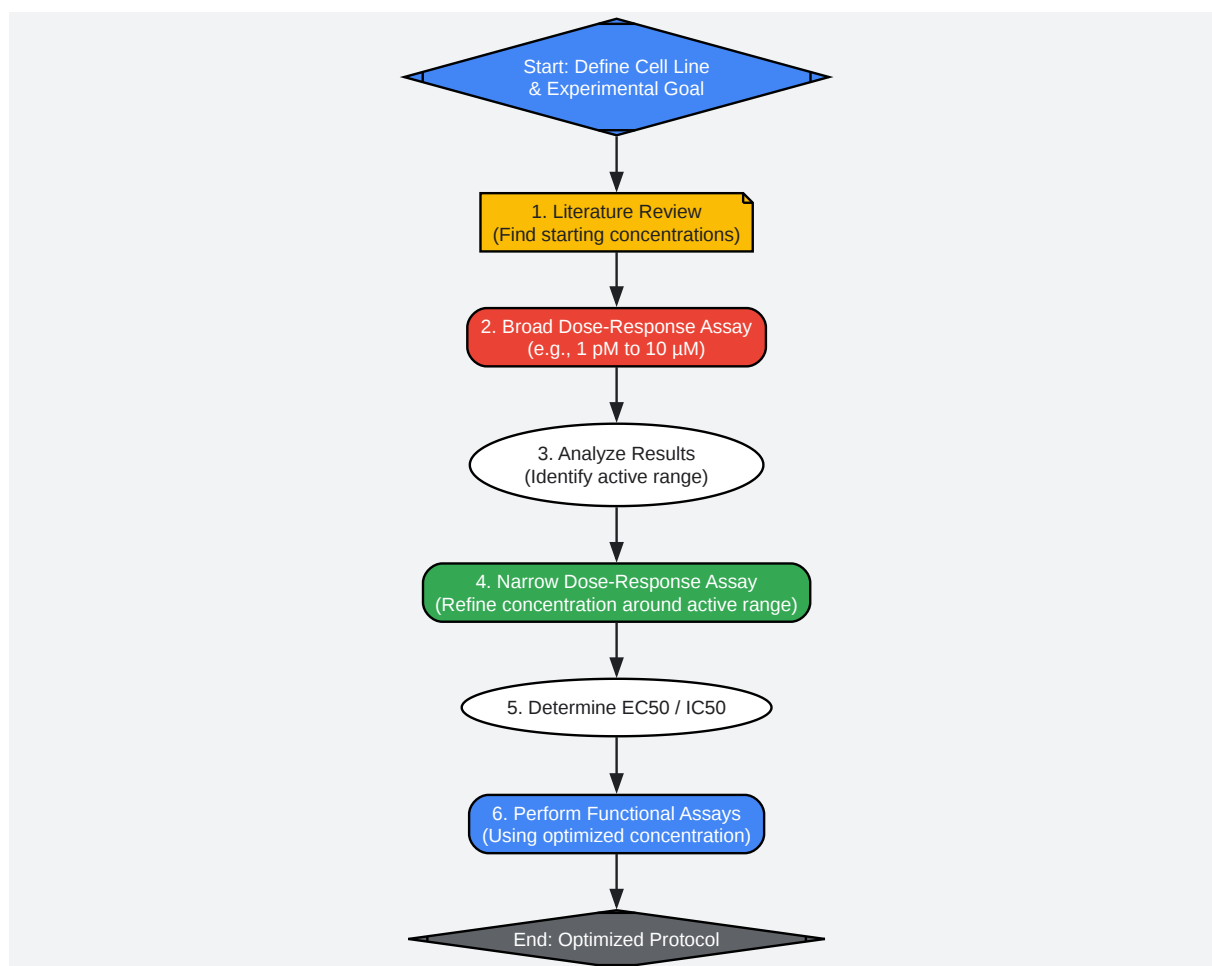 Start: Define Cell Line
& Experimental Goal
1. Literature Review
(Find starting concentrations)
2. Broad Dose-Response Assay
(e.g., 1 pM to 10 µM)
3. Analyze Results
(Identify active range)
4. Narrow Dose-Response Assay
(Refine concentration around active range)
5. Determine EC50 / IC50
6. Perform Functional Assays
(Using optimized concentration)
End: Optimized Protocol